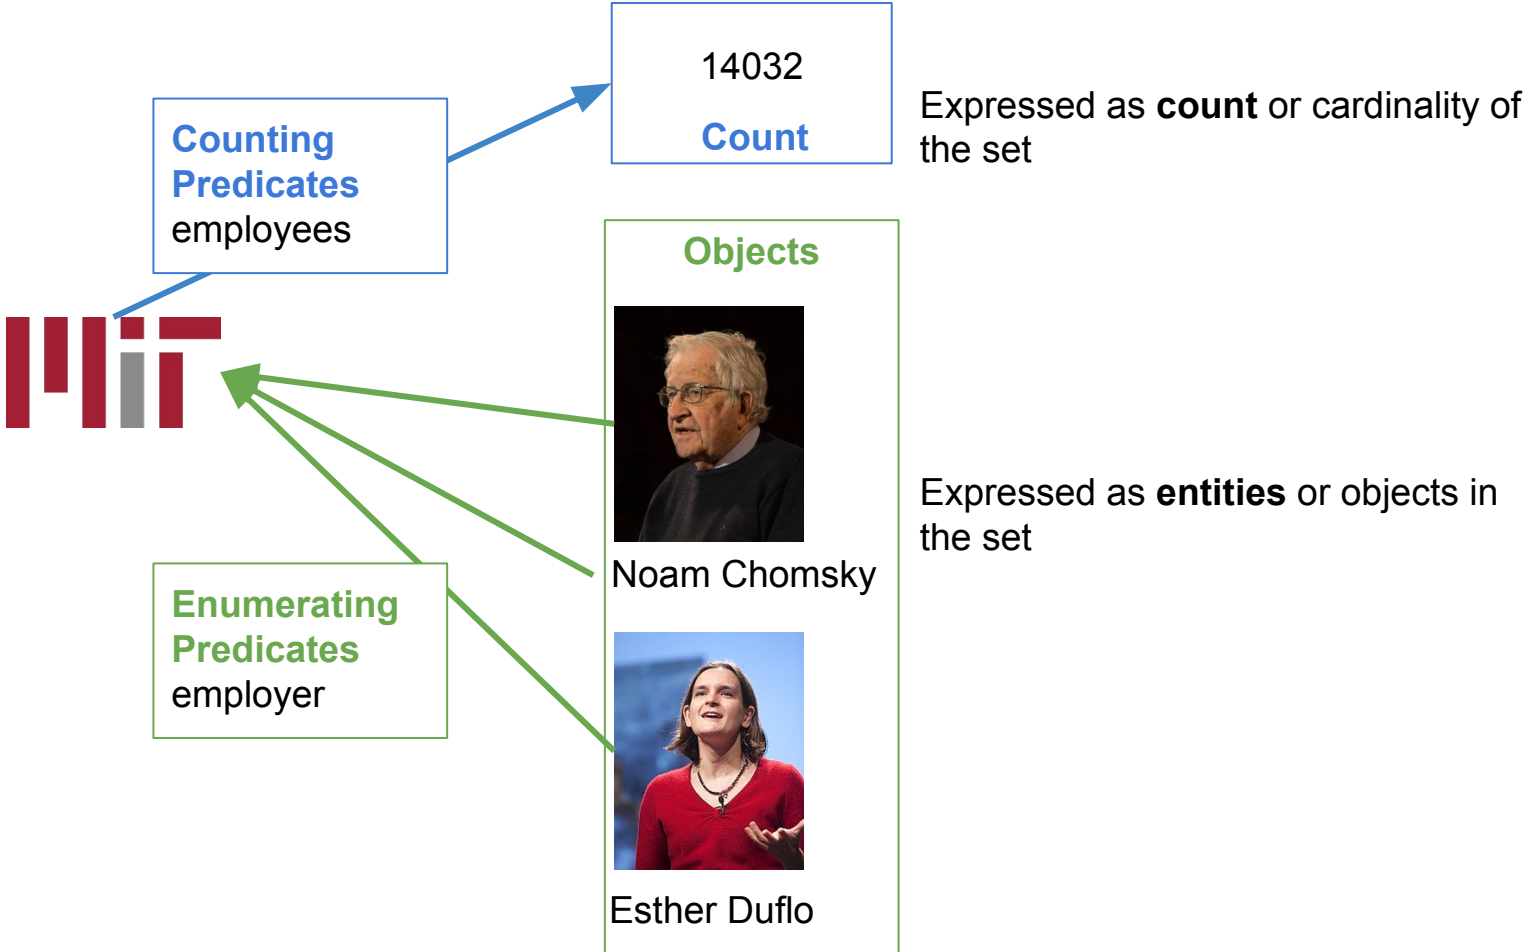 14032
Count
Counting
Predicates
employees
Expressed as count or cardinality of
the set
Objects
MIT
Expressed as entities or objects in
the set
Noam Chomsky
Enumerating
Predicates
employer
Esther Duflo